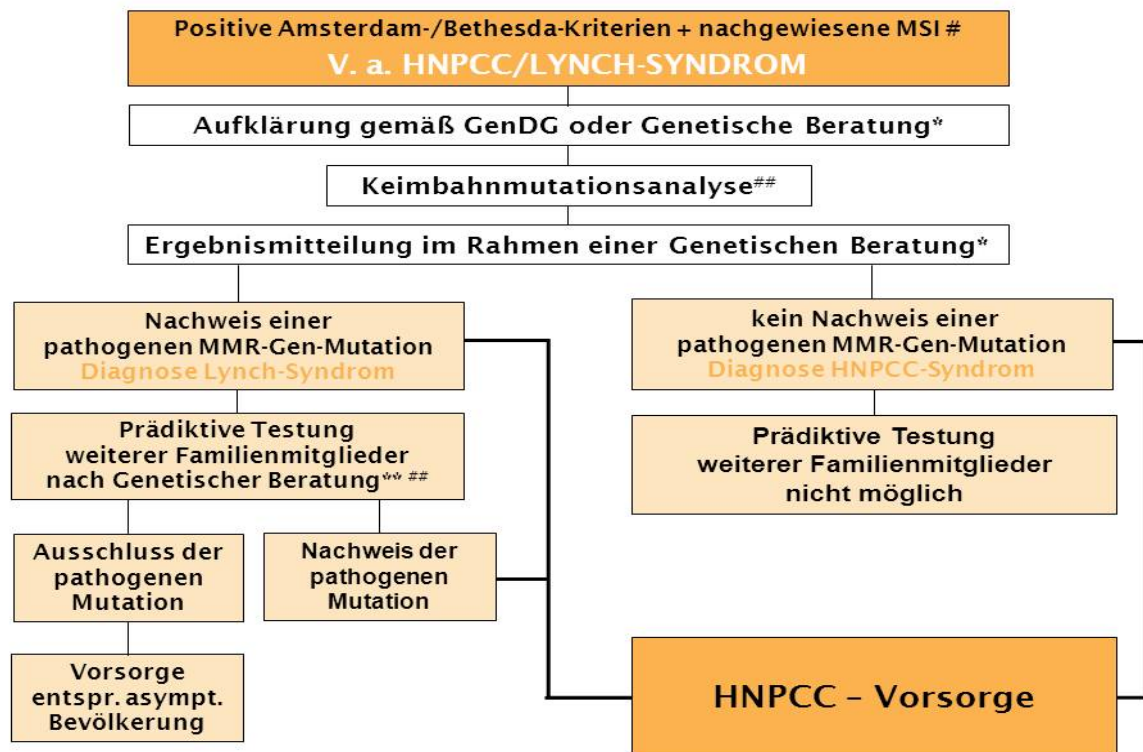 Positive Amsterdam-/Bethesda-Kriterien + nachgewiesene MSI #
V. a. HNPCC/LYNCH-SYNDROM
Aufklärung gemäß GenDG oder Genetische Beratung*
Keimbahnmutationsanalyse##
Ergebnismitteilung im Rahmen einer Genetischen Beratung*
Nachweis einer
pathogenen MMR-Gen-Mutation
Diagnose Lynch-Syndrom
kein Nachweis einer
pathogenen MMR-Gen-Mutation
Diagnose HNPCC-Syndrom
Prädiktive Testung
weiterer Familienmitglieder
nach Genetischer Beratung** ##
Prädiktive Testung
weiterer Familienmitglieder
nicht möglich
Ausschluss der
pathogenen
Mutation
Nachweis der
pathogenen
Mutation
Vorsorge
entspr. asympt.
Bevölkerung
HNPCC – Vorsorge